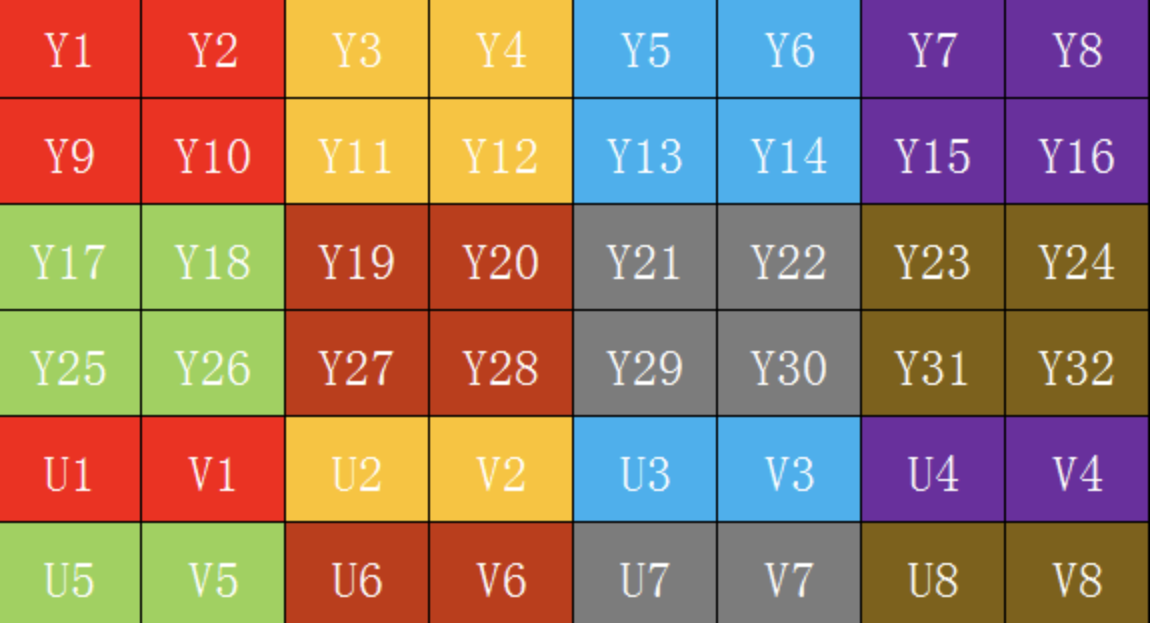 Y1 Y2 Y3 Y4 Y5 Y6 Y7 Y8
Y9 Y10 Y11 Y12 Y13 Y14 Y15 Y16
Y17 Y18 Y19 Y20 Y21 Y22 Y23 Y24
Y25 Y26 Y27 Y28 Y29 Y30 Y31 Y32
U1 V1 U2 V2 U3 V3 U4 V4
U5 V5 U6 V6 U7 V7 U8 V8